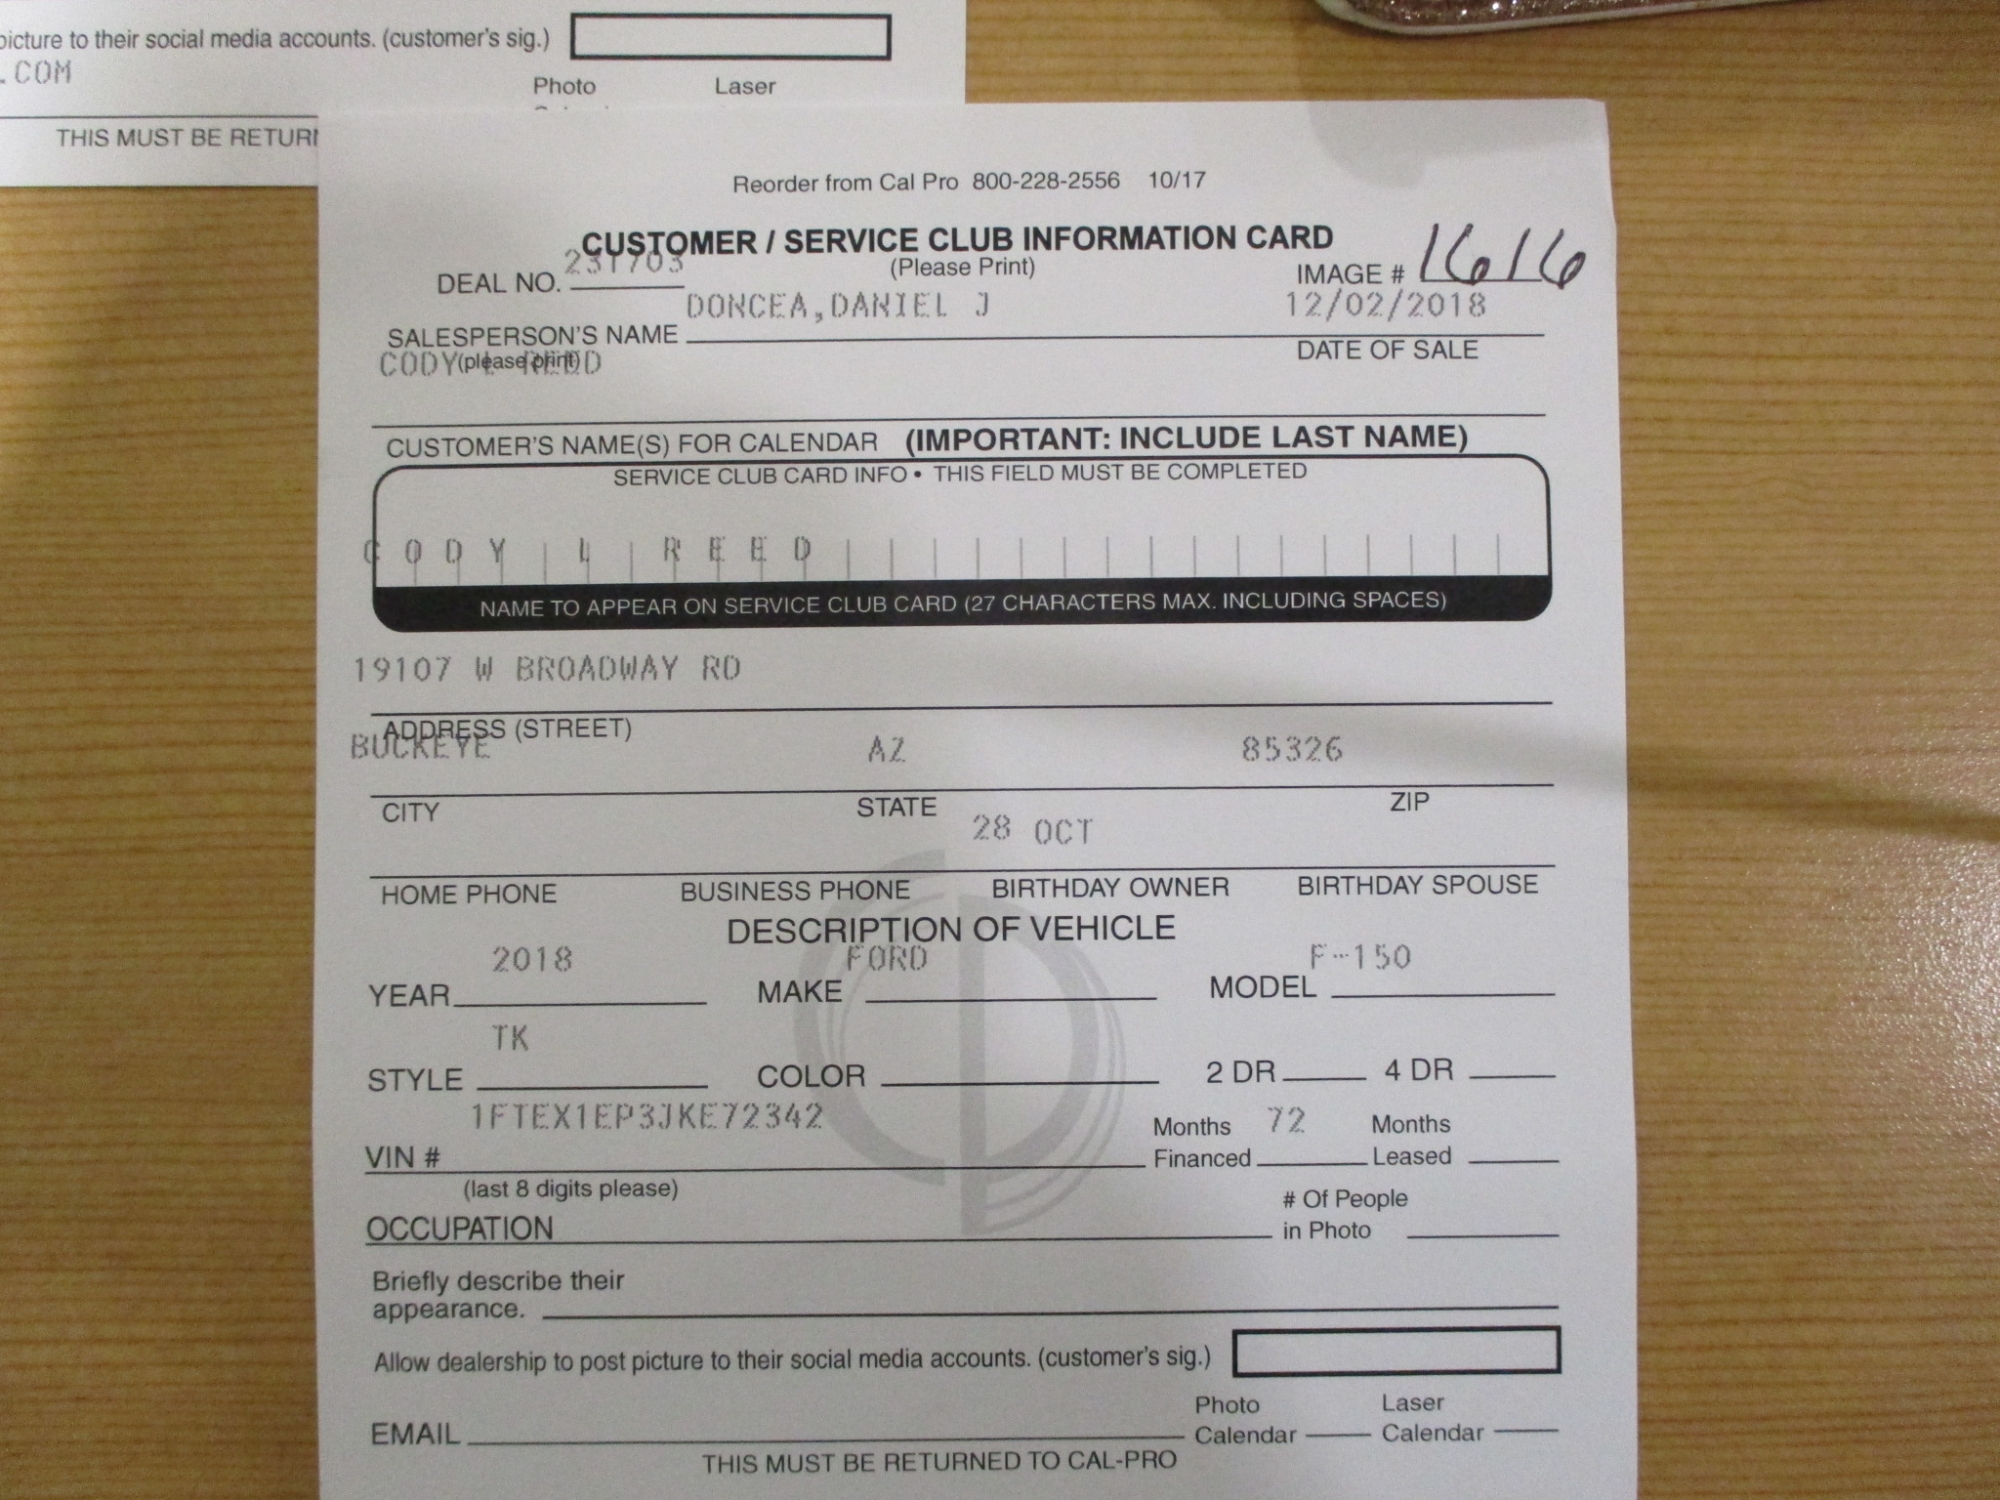 picture to their social media accounts. (customer's sig.)
.COM
Photo Laser
THIS MUST BE RETURN
Reorder from Cal Pro 800-228-2556 10/17
CUSTOMER / SERVICE CLUB INFORMATION CARD
(Please Print)
DEAL NO. 231703
IMAGE # 1616
DONCEA,DANIEL J 12/02/2018
SALESPERSON'S NAME
(please print)
DATE OF SALE
CODY L REED
CUSTOMER'S NAME(S) FOR CALENDAR (IMPORTANT: INCLUDE LAST NAME)
SERVICE CLUB CARD INFO • THIS FIELD MUST BE COMPLETED
CODY L REED
NAME TO APPEAR ON SERVICE CLUB CARD (27 CHARACTERS MAX. INCLUDING SPACES)
19107 W BROADWAY RD
ADDRESS (STREET)
BUCKEYE AZ 85326
CITY STATE ZIP
28 OCT
HOME PHONE BUSINESS PHONE BIRTHDAY OWNER BIRTHDAY SPOUSE
DESCRIPTION OF VEHICLE
2018 FORD F-150
YEAR MAKE MODEL
TK
STYLE COLOR 2 DR 4 DR
1FTEX1EP3JKE72342
VIN #
(last 8 digits please)
Months Financed 72
Months Leased
OCCUPATION
# Of People in Photo
Briefly describe their
appearance.
Allow dealership to post picture to their social media accounts. (customer's sig.)
EMAIL
Photo Calendar
Laser Calendar
THIS MUST BE RETURNED TO CAL-PRO